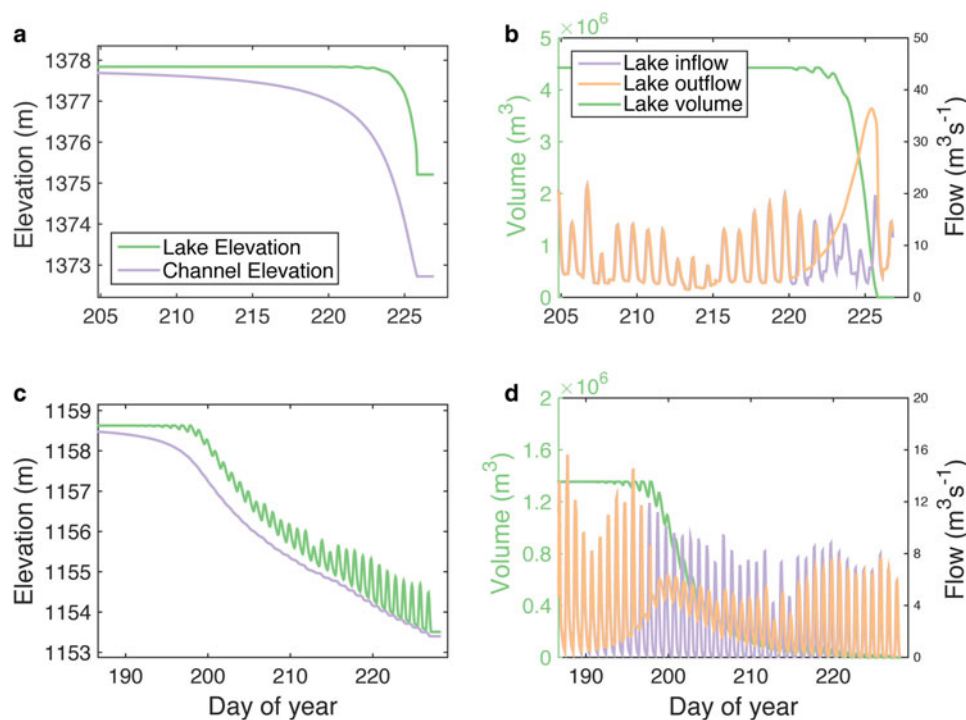 a
1378
1377
1376
1375
1373
Elevation (m)
Lake Elevation
Channel Elevation
205 210 215 220 225
b
× 10⁶
5
4
3
2
1
0
Volume (m³)
Lake inflow
Lake outflow
Lake volume
50
40
30
20
10
0
Flow (m³s⁻¹)
205 210 215 220 225
c
1159
1158
1157
1156
1155
1154
1153
Elevation (m)
190 200 210 220
Day of year
d
× 10⁶
2
1.6
1.2
0.8
0.4
0
Volume (m³)
20
16
12
8
4
0
Flow (m³s⁻¹)
190 200 210 220
Day of year